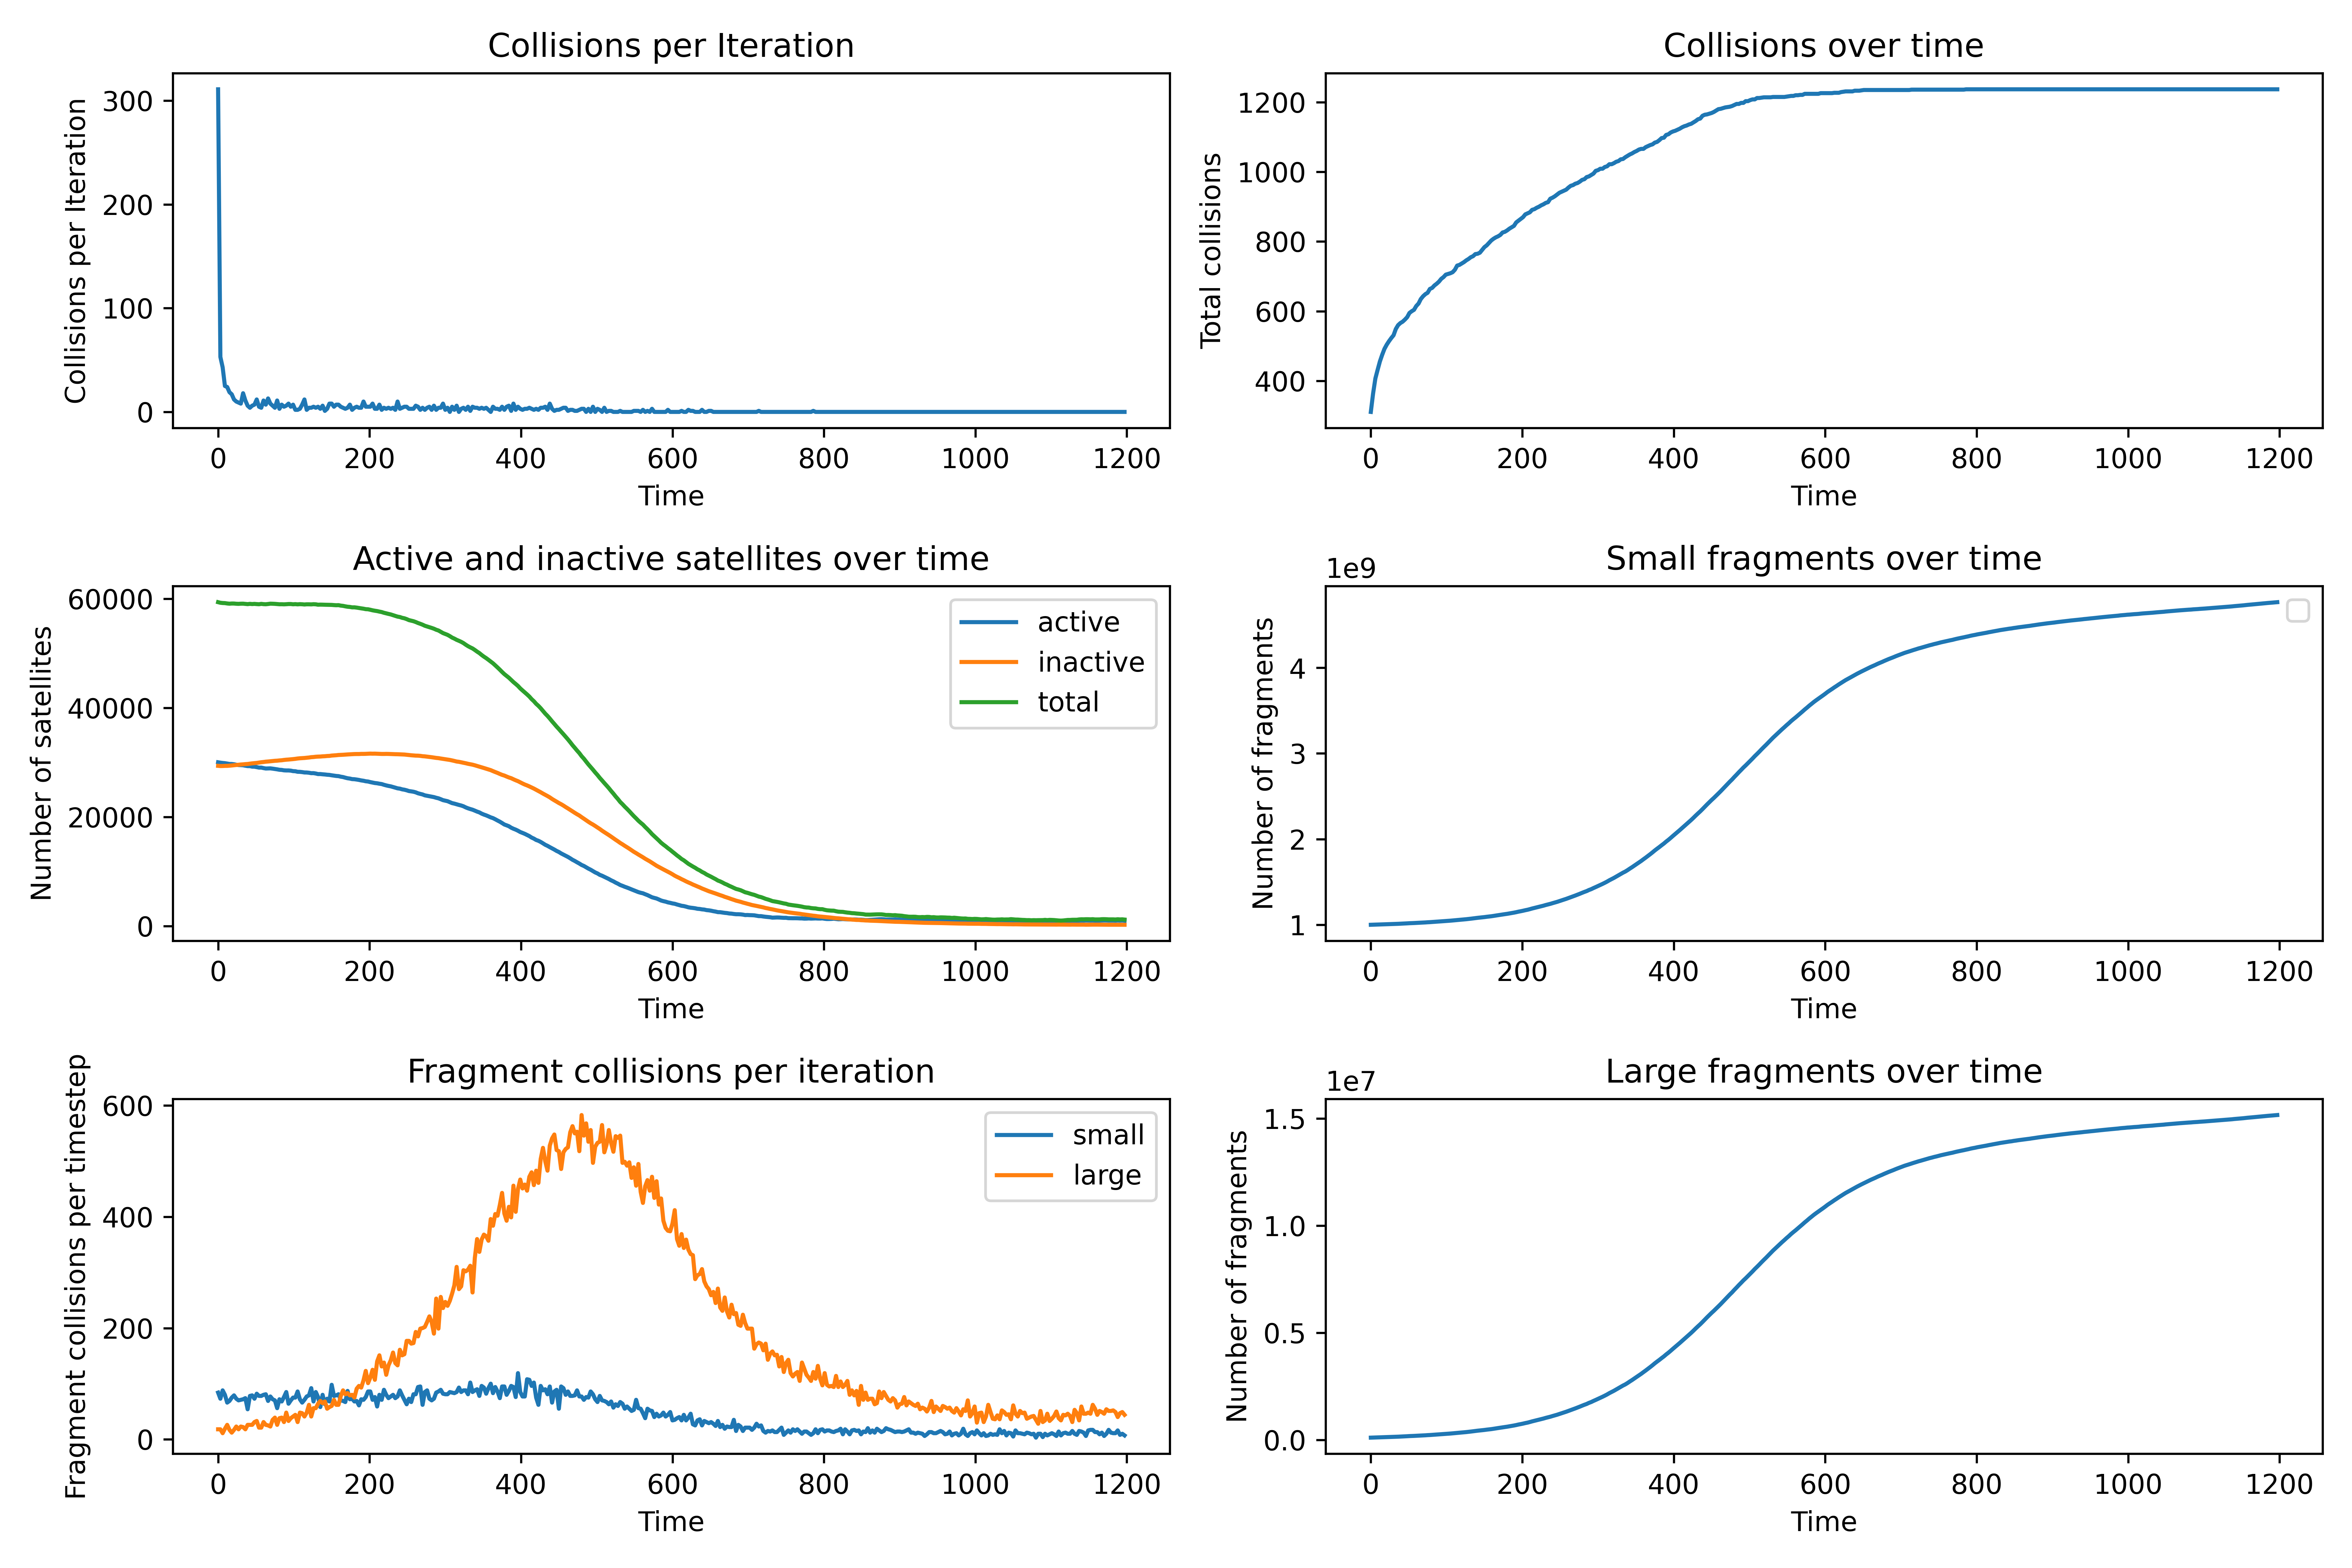 Collisions per Iteration
Collisions per Iteration
300
200
100
0
0 200 400 600 800 1000 1200
Time
Collisions over time
Total collisions
1200
1000
800
600
400
0 200 400 600 800 1000 1200
Time
Active and inactive satellites over time
Number of satellites
60000
40000
20000
0
active
inactive
total
0 200 400 600 800 1000 1200
Time
Small fragments over time
1e9
Number of fragments
4
3
2
1
0 200 400 600 800 1000 1200
Time
Fragment collisions per iteration
Fragment collisions per timestep
600
400
200
0
small
large
0 200 400 600 800 1000 1200
Time
Large fragments over time
1e7
Number of fragments
1.5
1.0
0.5
0.0
0 200 400 600 800 1000 1200
Time